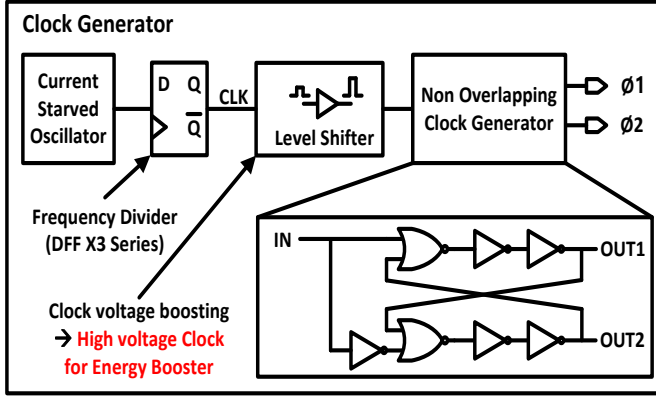 Clock Generator
Current
Starved
Oscillator
D Q
Q̅
CLK
Level Shifter
Non Overlapping
Clock Generator
Ø1
Ø2
Frequency Divider
(DFF X3 Series)
Clock voltage boosting
→ High voltage Clock
for Energy Booster
IN
OUT1
OUT2